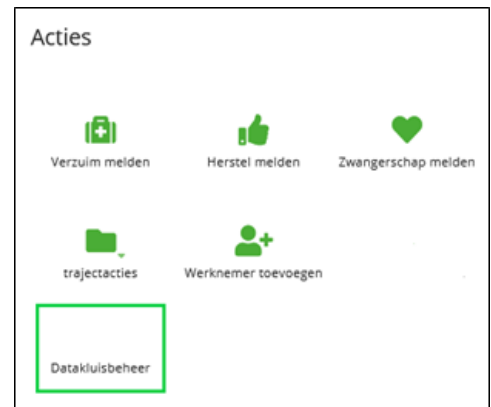 Acties
Verzuim melden
Herstel melden
Zwangerschap melden
trajectacties
Werknemer toevoegen
Datakluisbeheer